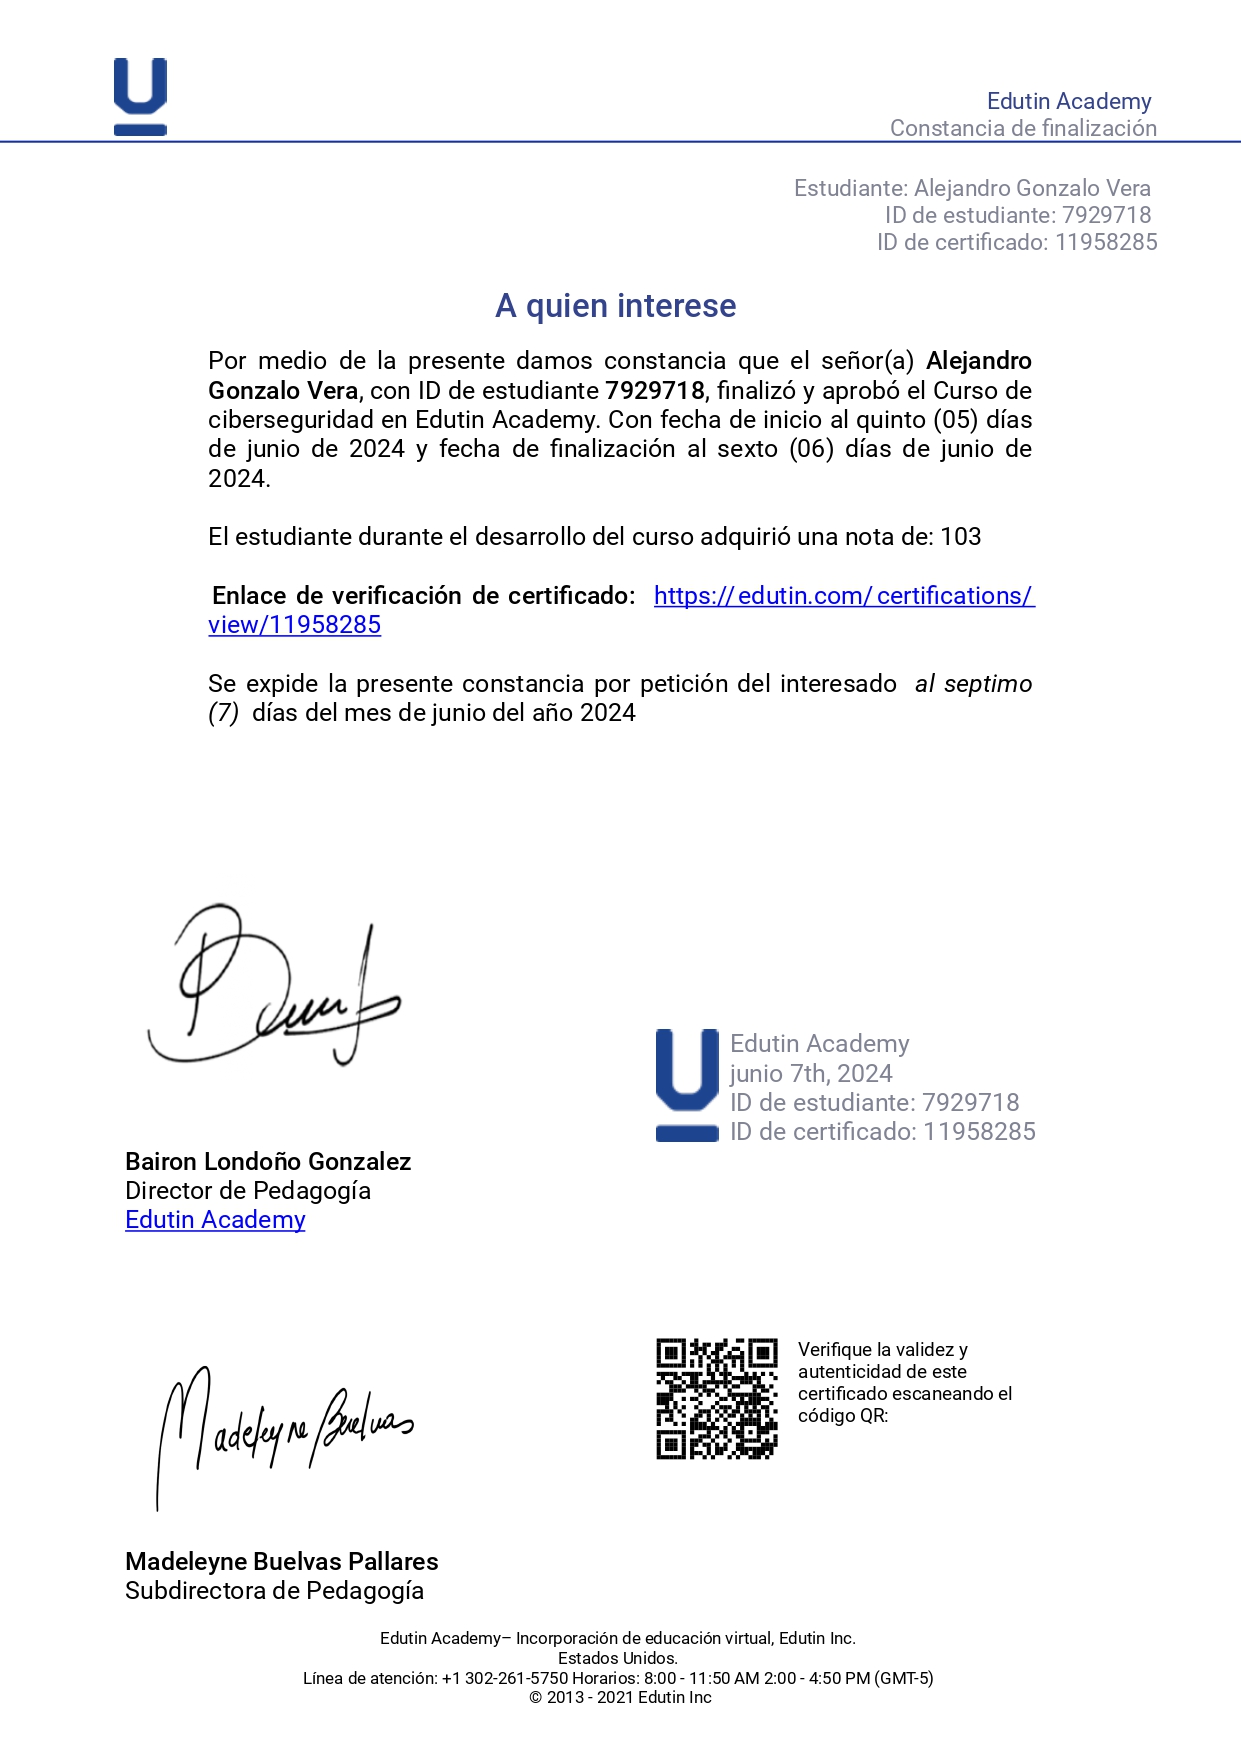 Edutin Academy
Constancia de finalización
Estudiante: Alejandro Gonzalo Vera
ID de estudiante: 7929718
ID de certificado: 11958285
A quien interese
Por medio de la presente damos constancia que el señor(a) Alejandro
Gonzalo Vera, con ID de estudiante 7929718, finalizó y aprobó el Curso de
ciberseguridad en Edutin Academy. Con fecha de inicio al quinto (05) días
de junio de 2024 y fecha de finalización al sexto (06) días de junio de
2024.
El estudiante durante el desarrollo del curso adquirió una nota de: 103
Enlace de verificación de certificado: https://edutin.com/certifications/
view/11958285
Se expide la presente constancia por petición del interesado al septimo
(7) días del mes de junio del año 2024
Edutin Academy
junio 7th, 2024
ID de estudiante: 7929718
ID de certificado: 11958285
Bairon Londoño Gonzalez
Director de Pedagogía
Edutin Academy
Verifique la validez y
autenticidad de este
certificado escaneando el
código QR:
Madeleyne Buelvas
Madeleyne Buelvas Pallares
Subdirectora de Pedagogía
Edutin Academy– Incorporación de educación virtual, Edutin Inc.
Estados Unidos.
Línea de atención: +1 302-261-5750 Horarios: 8:00 - 11:50 AM 2:00 - 4:50 PM (GMT-5)
© 2013 - 2021 Edutin Inc